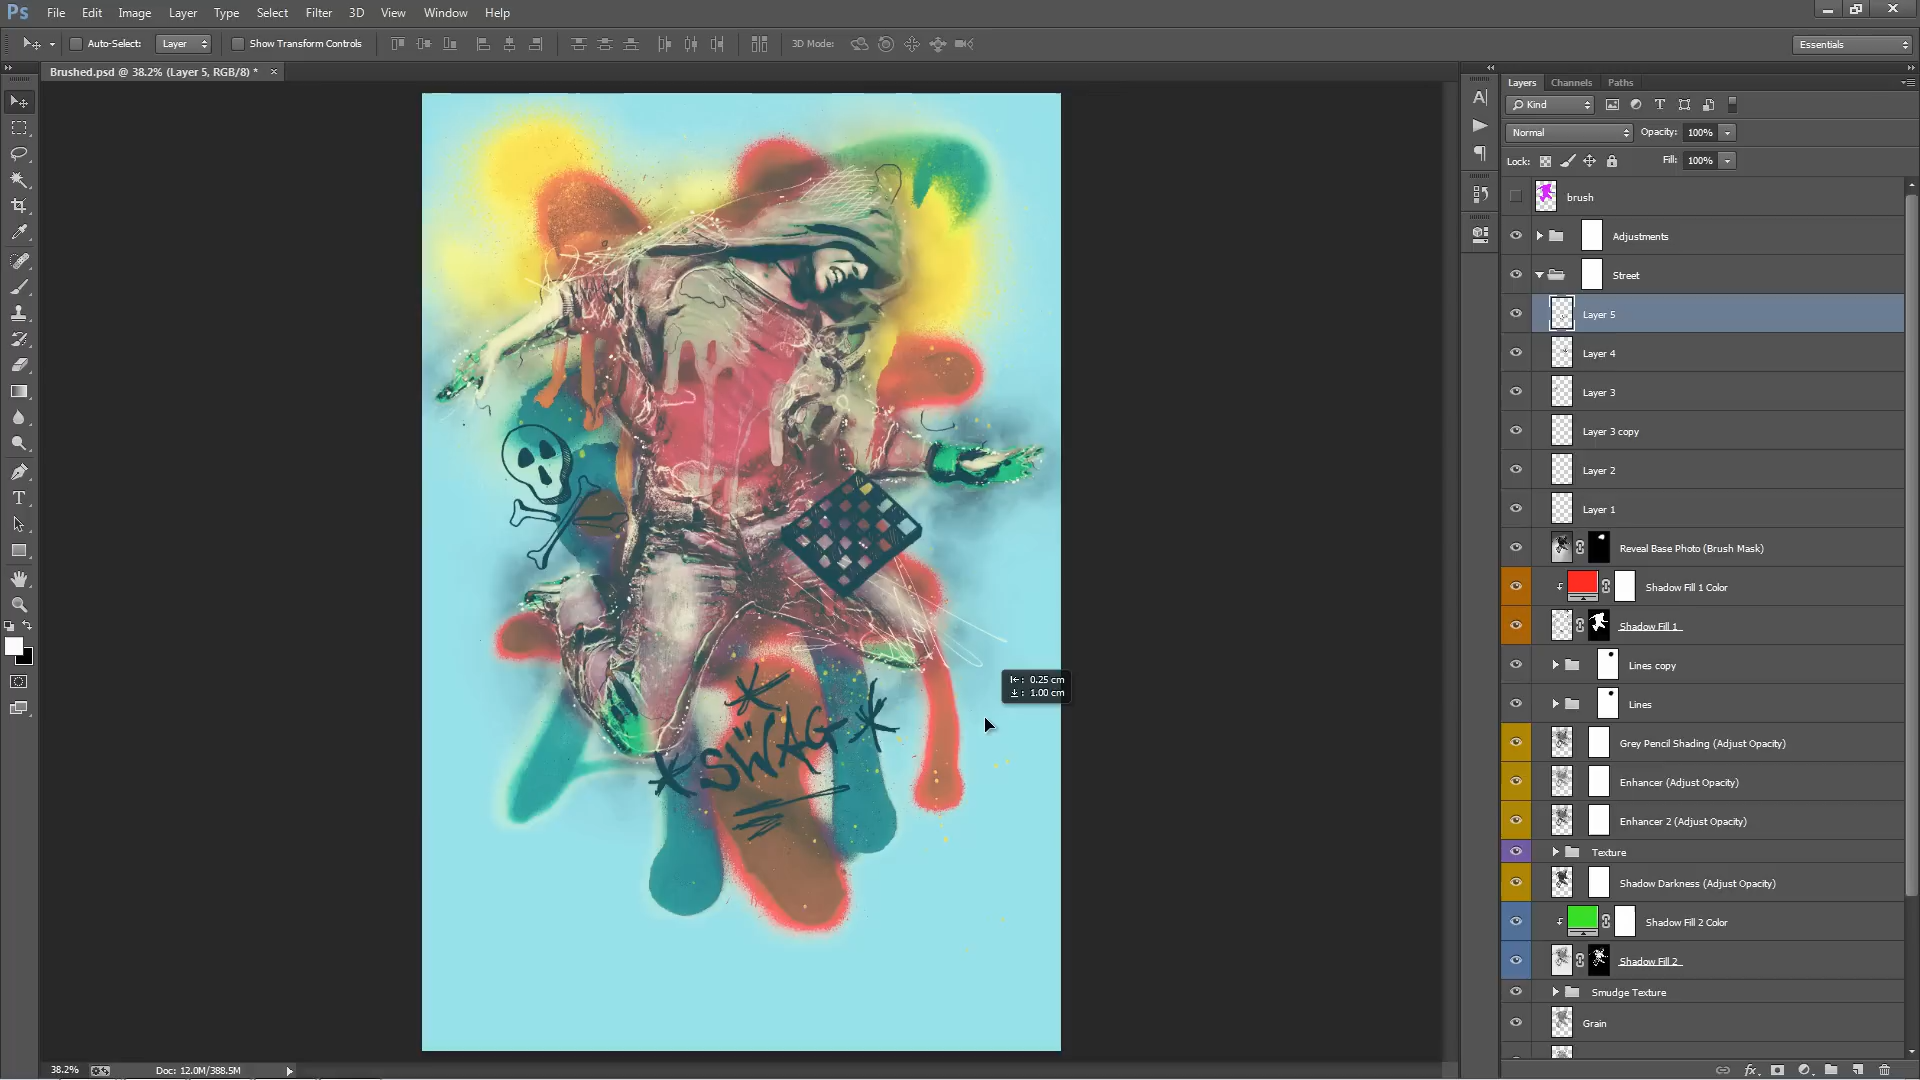 Ps File Edit Image Layer Type Select Filter 3D View Window Help
Auto-Select: Layer Show Transform Controls 3D Mode: Essentials
Brushed.psd @ 38.2% (Layer 5, RGB/8) * ×
Layers Channels Paths
Kind
Normal Opacity: 100%
Lock: Fill: 100%
brush
Adjustments
Street
Layer 5
Layer 4
Layer 3
Layer 3 copy
Layer 2
Layer 1
Reveal Base Photo (Brush Mask)
Shadow Fill 1 Color
Shadow Fill 1
Lines copy
Lines
Grey Pencil Shading (Adjust Opacity)
Enhancer (Adjust Opacity)
Enhancer 2 (Adjust Opacity)
Texture
Shadow Darkness (Adjust Opacity)
Shadow Fill 2 Color
Shadow Fill 2
Smudge Texture
Grain
: 0.25 cm
: 1.00 cm
*SWAG*
38.2% Doc: 12.0M/388.5M
fx